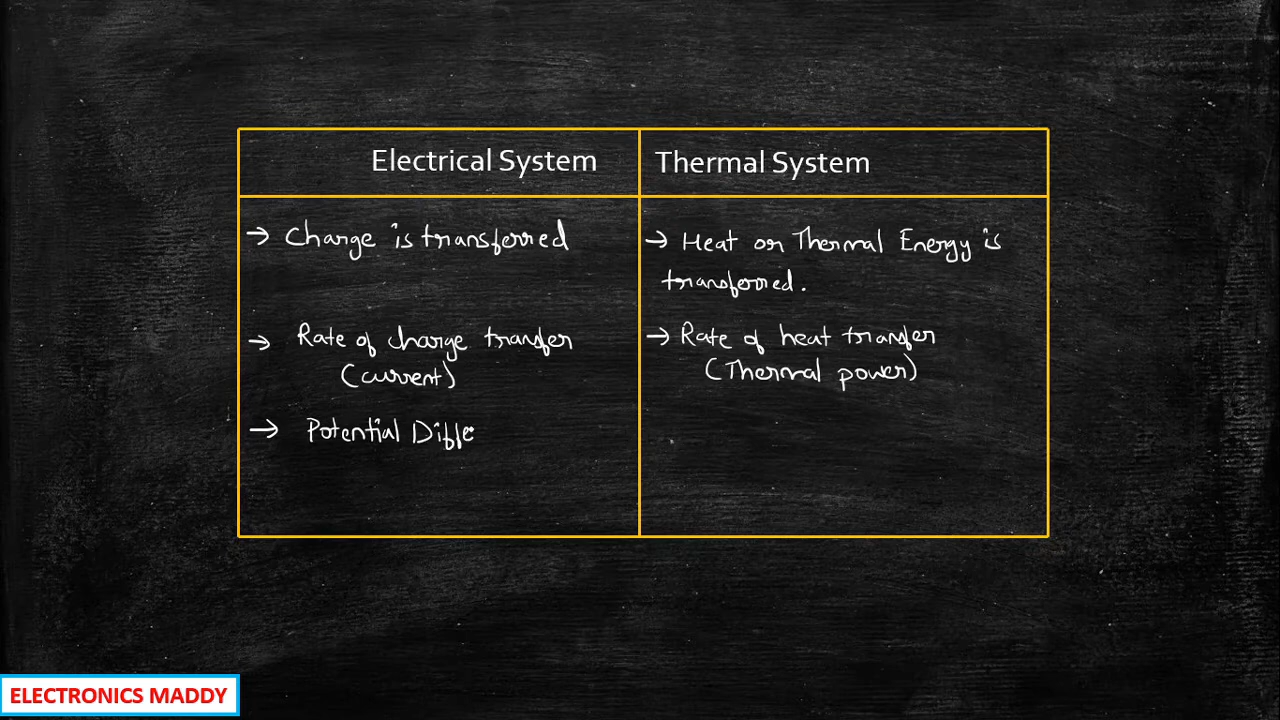 Electrical System
Thermal System
→ Charge is transferred
→ Heat or Thermal Energy is
transferred.
→ Rate of charge transfer
(current)
→ Rate of heat transfer
(Thermal power)
→ Potential Diffe
ELECTRONICS MADDY